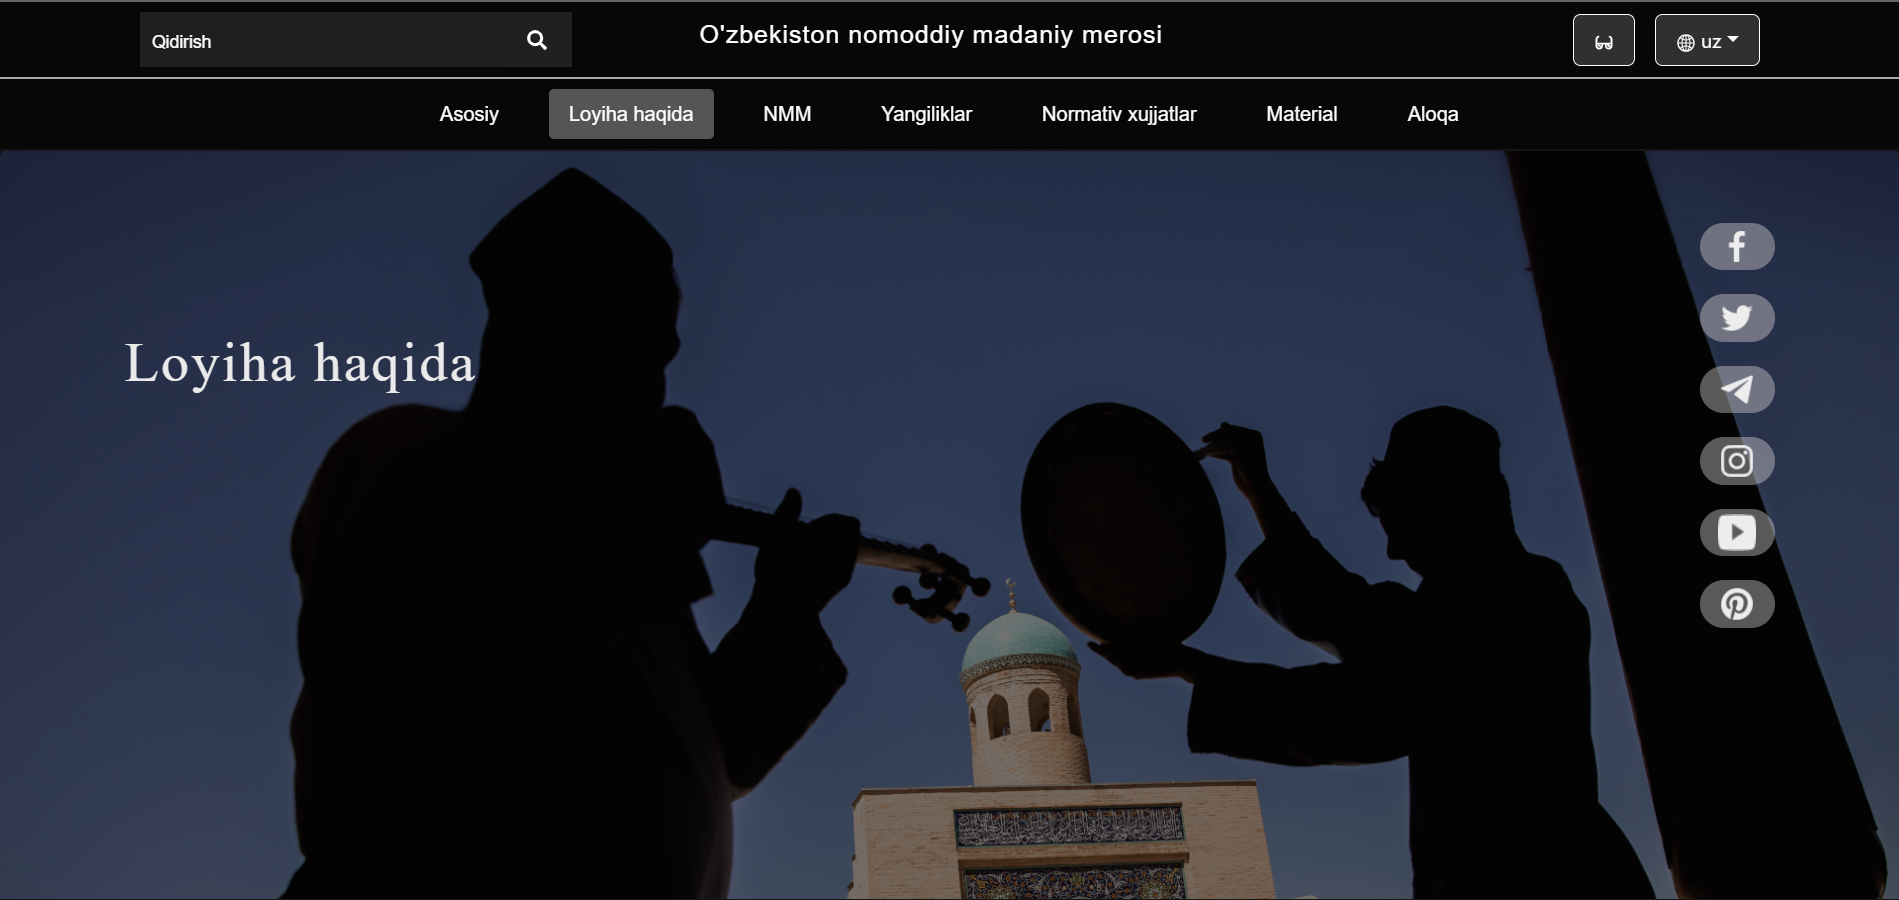 Qidirish
O'zbekiston nomoddiy madaniy merosi
uz
Asosiy
Loyiha haqida
NMM
Yangiliklar
Normativ xujjatlar
Material
Aloqa
Loyiha haqida